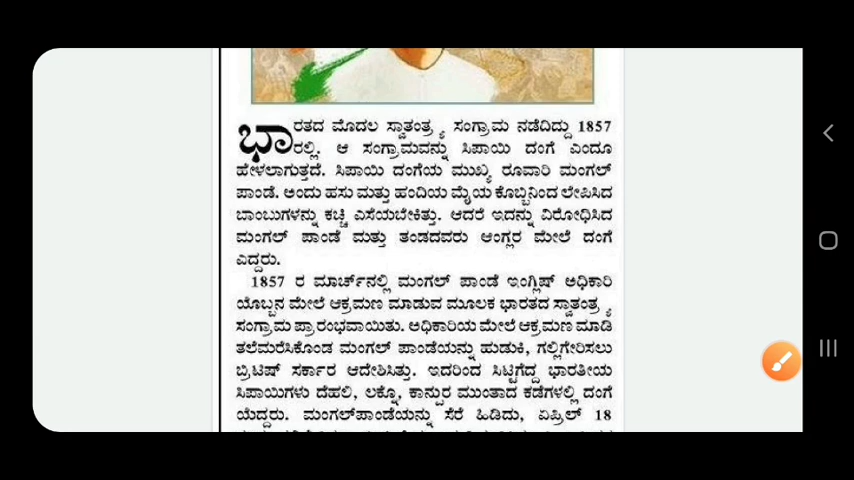 ಭಾರತದ ಮೊದಲ ಸ್ವಾತಂತ್ರ್ಯ ಸಂಗ್ರಾಮ ನಡೆದಿದ್ದು 1857
ರಲ್ಲಿ. ಆ ಸಂಗ್ರಾಮವನ್ನು ಸಿಪಾಯಿ ದಂಗೆ ಎಂದೂ
ಹೇಳಲಾಗುತ್ತದೆ. ಸಿಪಾಯಿ ದಂಗೆಯ ಮುಖ್ಯ ರೂವಾರಿ ಮಂಗಲ್
ಪಾಂಡೆ. ಅಂದು ಹಸು ಮತ್ತು ಹಂದಿಯ ಮೈಯ ಕೊಬ್ಬಿನಿಂದ ಲೇಪಿಸಿದ
ಬಾಂಬುಗಳನ್ನು ಕಚ್ಚಿ ಎಸೆಯಬೇಕಿತ್ತು. ಆದರೆ ಇದನ್ನು ವಿರೋಧಿಸಿದ
ಮಂಗಲ್ ಪಾಂಡೆ ಮತ್ತು ತಂಡದವರು ಆಂಗ್ಲರ ಮೇಲೆ ದಂಗೆ
ಎದ್ದರು.
1857 ರ ಮಾರ್ಚ್‌ನಲ್ಲಿ ಮಂಗಲ್ ಪಾಂಡೆ ಇಂಗ್ಲಿಷ್ ಅಧಿಕಾರಿ
ಯೊಬ್ಬನ ಮೇಲೆ ಆಕ್ರಮಣ ಮಾಡುವ ಮೂಲಕ ಭಾರತದ ಸ್ವಾತಂತ್ರ್ಯ
ಸಂಗ್ರಾಮ ಪ್ರಾರಂಭವಾಯಿತು. ಅಧಿಕಾರಿಯ ಮೇಲೆ ಆಕ್ರಮಣ ಮಾಡಿ
ತಲೆಮರೆಸಿಕೊಂಡ ಮಂಗಲ್ ಪಾಂಡೆಯನ್ನು ಹುಡುಕಿ, ಗಲ್ಲಿಗೇರಿಸಲು
ಬ್ರಿಟಿಷ್ ಸರ್ಕಾರ ಆದೇಶಿಸಿತ್ತು. ಇದರಿಂದ ಸಿಟ್ಟಿಗೆದ್ದ ಭಾರತೀಯ
ಸಿಪಾಯಿಗಳು ದೆಹಲಿ, ಲಕ್ನೊ, ಕಾನ್ಪುರ ಮುಂತಾದ ಕಡೆಗಳಲ್ಲಿ ದಂಗೆ
ಯೆದ್ದರು. ಮಂಗಲ್‌ಪಾಂಡೆಯನ್ನು ಸೆರೆ ಹಿಡಿದು, ಏಪ್ರಿಲ್ 18